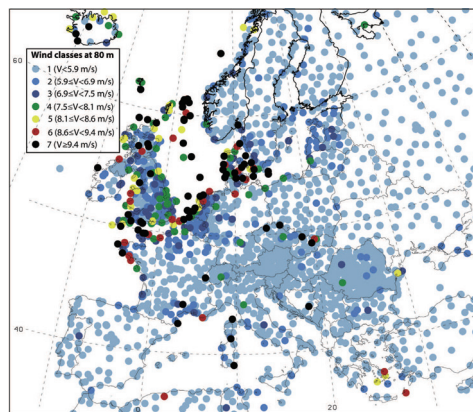 60
Wind classes at 80 m
1 (V<5.9 m/s)
2 (5.9≤V<6.9 m/s)
3 (6.9≤V<7.5 m/s)
4 (7.5≤V<8.1 m/s)
5 (8.1≤V<8.6 m/s)
6 (8.6≤V<9.4 m/s)
7 (V≥9.4 m/s)
40
0
20